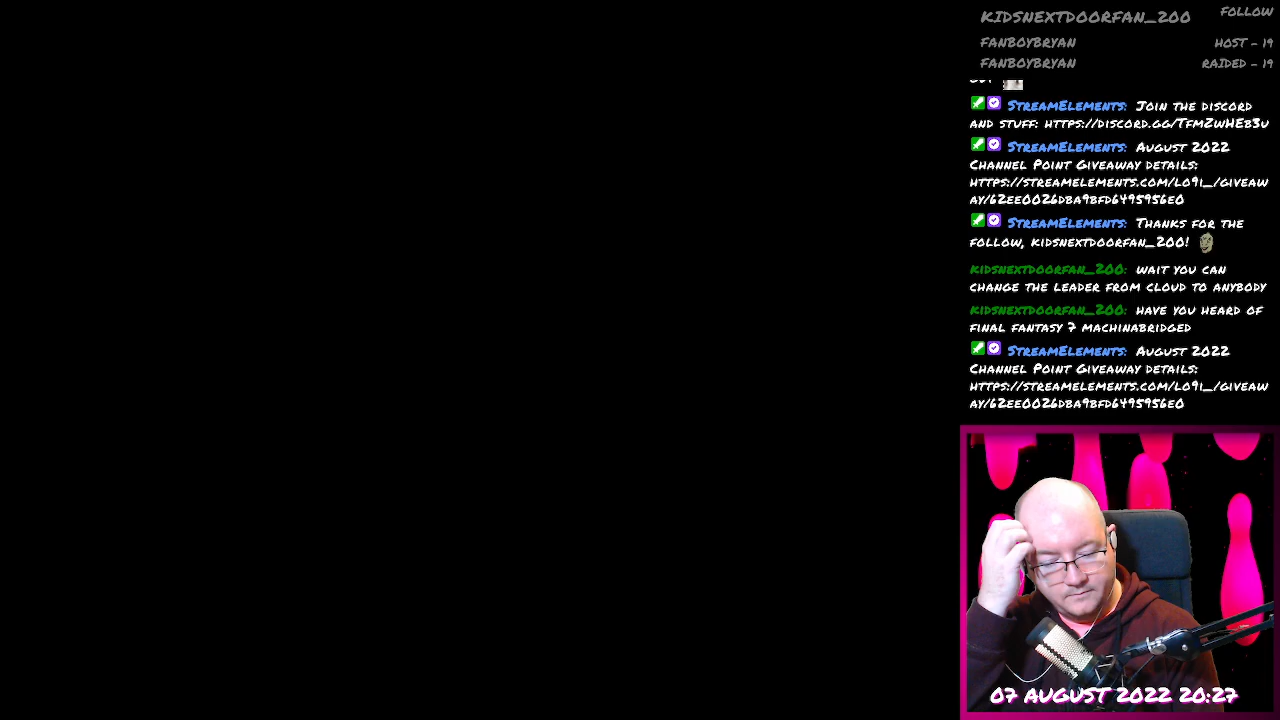 KIDSNEXTDOORFAN_200 FOLLOW
FANBOYBRYAN HOST - 19
FANBOYBRYAN RAIDED - 19
StreamElements: Join the discord
and stuff: https://discord.gg/TfmZwHEb3u
StreamElements: August 2022
Channel Point Giveaway details:
https://streamelements.com/lo9i_/giveaw
ay/62ee0026dba9bfd6495956e0
StreamElements: Thanks for the
follow, kidsnextdoorfan_200!
kidsnextdoorfan_200: wait you can
change the leader from cloud to anybody
kidsnextdoorfan_200: have you heard of
final fantasy 7 machinabridged
StreamElements: August 2022
Channel Point Giveaway details:
https://streamelements.com/lo9i_/giveaw
ay/62ee0026dba9bfd6495956e0
07 AUGUST 2022 20:27